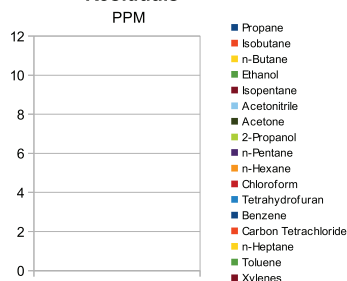 PPM
12
10
8
6
4
2
0
Propane
Isobutane
n-Butane
Ethanol
Isopentane
Acetonitrile
Acetone
2-Propanol
n-Pentane
n-Hexane
Chloroform
Tetrahydrofuran
Benzene
Carbon Tetrachloride
n-Heptane
Toluene
Xylenes